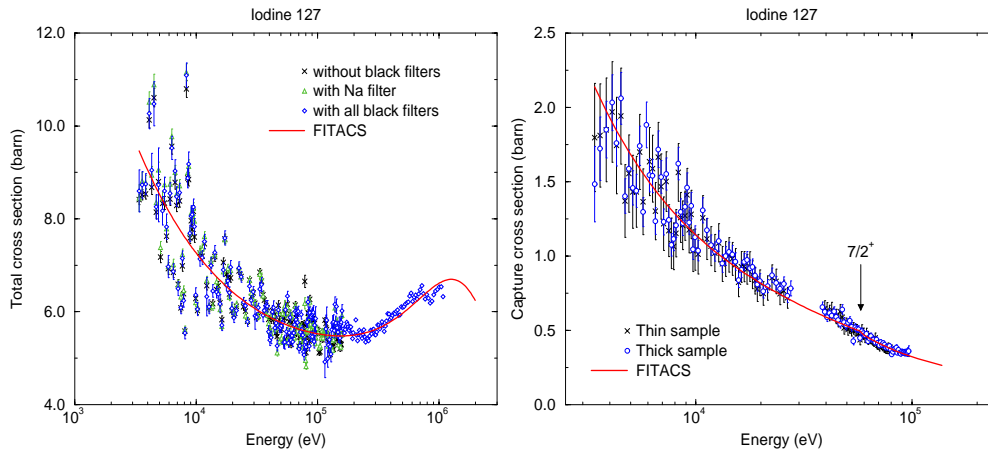 Iodine 127
12.0
10.0
8.0
6.0
4.0
Total cross section (barn)
without black filters
with Na filter
with all black filters
FITACS
10³
10⁴
10⁵
10⁶
Energy (eV)
Iodine 127
2.5
2.0
1.5
1.0
0.5
0.0
Capture cross section (barn)
7/2⁺
Thin sample
Thick sample
FITACS
10⁴
10⁵
Energy (eV)